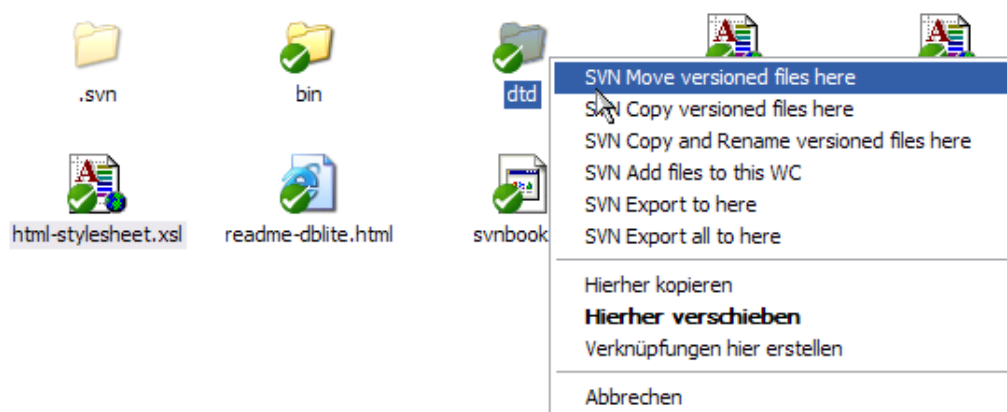 .svn
bin
dtd
html-stylesheet.xsl
readme-dblite.html
svnbook
SVN Move versioned files here
SVN Copy versioned files here
SVN Copy and Rename versioned files here
SVN Add files to this WC
SVN Export to here
SVN Export all to here
Hierher kopieren
Hierher verschieben
Verknüpfungen hier erstellen
Abbrechen